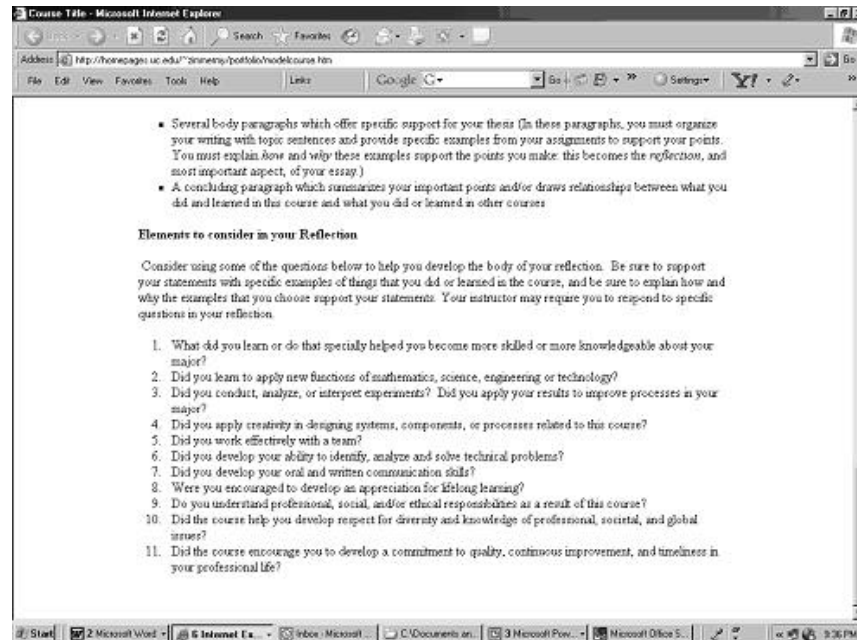 Course Title - Microsoft Internet Explorer
Search Favorites
Address http://homepages.uc.edu/~zimmetmy/portfolio/modelcourse.htm Go
File Edit View Favorites Tools Help Links Google G Go Settings Y!
▪ Several body paragraphs which offer specific support for your thesis (In these paragraphs, you must organize
your writing with topic sentences and provide specific examples from your assignments to support your points.
You must explain how and why these examples support the points you make: this becomes the reflection, and
most important aspect, of your essay.)
▪ A concluding paragraph which summarizes your important points and/or draws relationships between what you
did and learned in this course and what you did or learned in other courses
Elements to consider in your Reflection
Consider using some of the questions below to help you develop the body of your reflection. Be sure to support
your statements with specific examples of things that you did or learned in the course, and be sure to explain how and
why the examples that you choose support your statements. Your instructor may require you to respond to specific
questions in your reflection.
1. What did you learn or do that specially helped you become more skilled or more knowledgeable about your
major?
2. Did you learn to apply new functions of mathematics, science, engineering or technology?
3. Did you conduct, analyze, or interpret experiments? Did you apply your results to improve processes in your
major?
4. Did you apply creativity in designing systems, components, or processes related to this course?
5. Did you work effectively with a team?
6. Did you develop your ability to identify, analyze and solve technical problems?
7. Did you develop your oral and written communication skills?
8. Were you encouraged to develop an appreciation for lifelong learning?
9. Do you understand professional, social, and/or ethical responsibilities as a result of this course?
10. Did the course help you develop respect for diversity and knowledge of professional, societal, and global
issues?
11. Did the course encourage you to develop a commitment to quality, continuous improvement, and timeliness in
your professional life?
Start 2 Microsoft Word 6 Internet Ex... Inbox - Microsoft ... C:\Documents an... 3 Microsoft Pow... Microsoft Office S... 9:36 PM